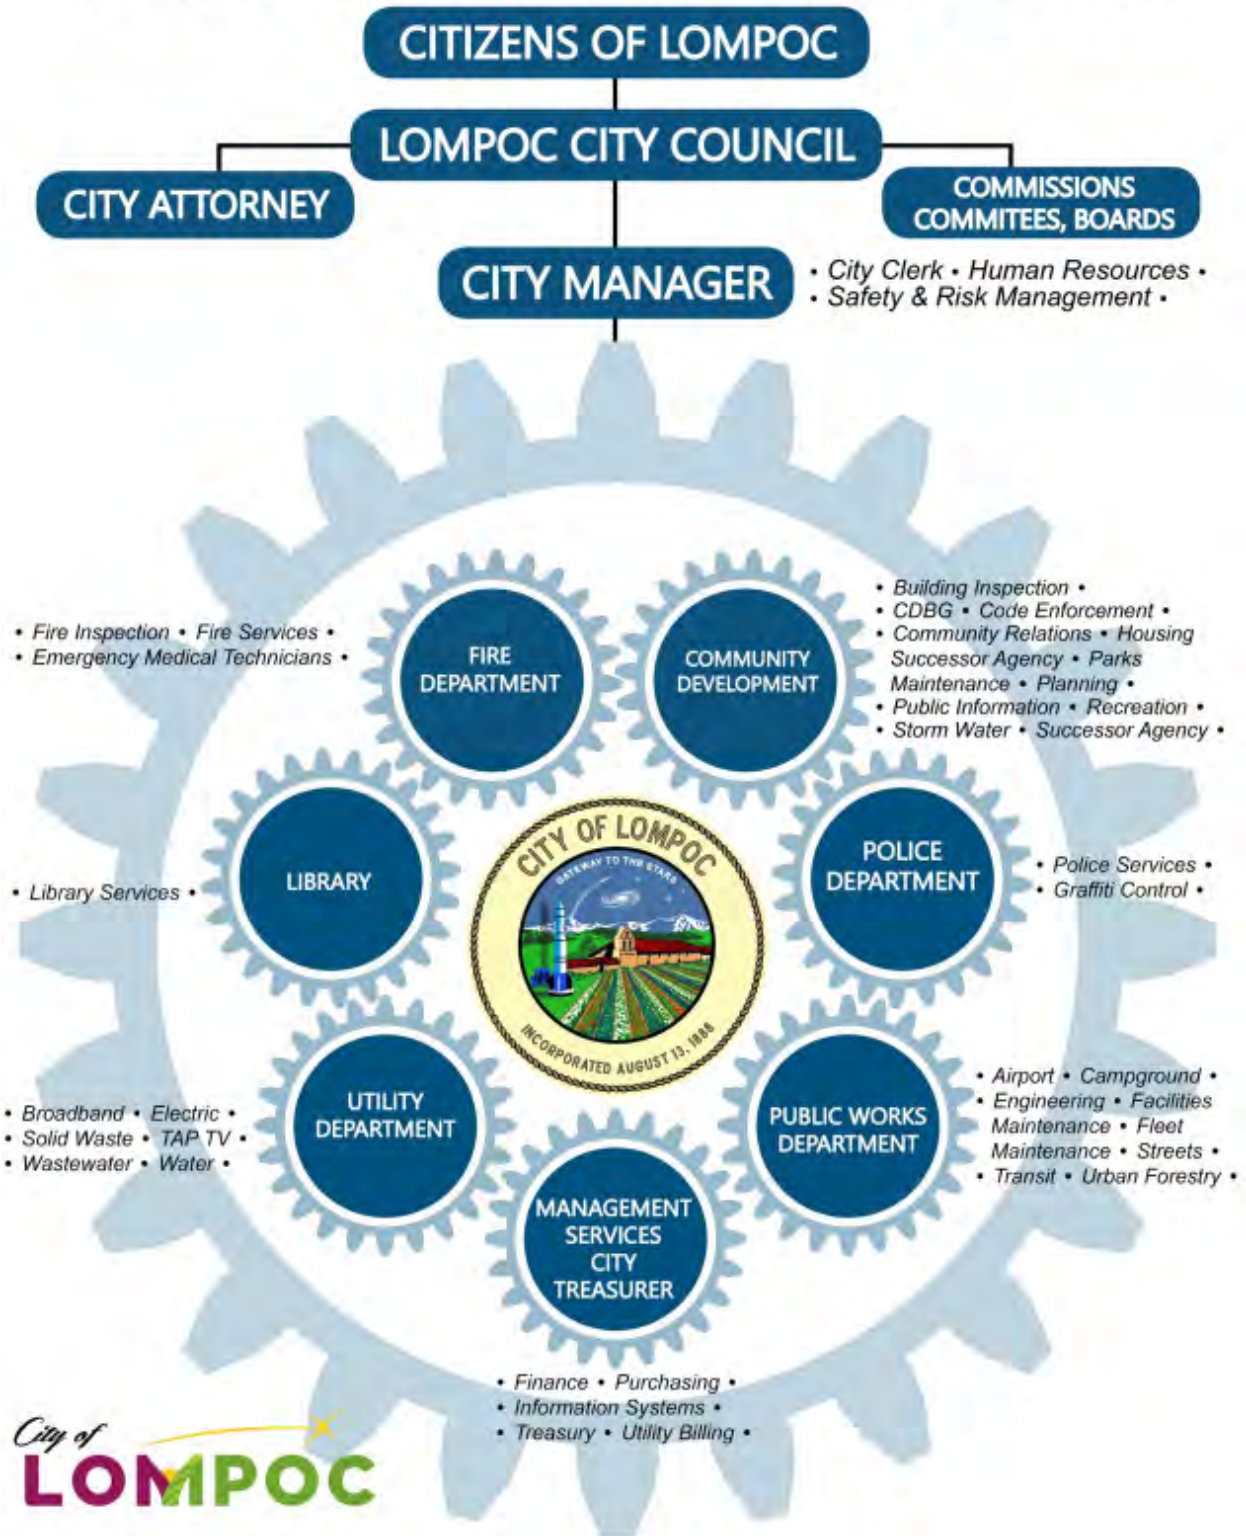 CITIZENS OF LOMPOC
LOMPOC CITY COUNCIL
CITY ATTORNEY
COMMISSIONS
COMMITEES, BOARDS
CITY MANAGER
• City Clerk • Human Resources •
• Safety & Risk Management •
FIRE
DEPARTMENT
• Fire Inspection • Fire Services •
• Emergency Medical Technicians •
COMMUNITY
DEVELOPMENT
• Building Inspection •
• CDBG • Code Enforcement •
• Community Relations • Housing
Successor Agency • Parks
Maintenance • Planning •
• Public Information • Recreation •
• Storm Water • Successor Agency •
LIBRARY
• Library Services •
CITY OF LOMPOC
GATEWAY TO THE STARS
INCORPORATED AUGUST 13, 1888
POLICE
DEPARTMENT
• Police Services •
• Graffiti Control •
UTILITY
DEPARTMENT
• Broadband • Electric •
• Solid Waste • TAP TV •
• Wastewater • Water •
PUBLIC WORKS
DEPARTMENT
• Airport • Campground •
• Engineering • Facilities
Maintenance • Fleet
Maintenance • Streets •
• Transit • Urban Forestry •
MANAGEMENT
SERVICES
CITY
TREASURER
• Finance • Purchasing •
• Information Systems •
• Treasury • Utility Billing •
City of
LOMPOC